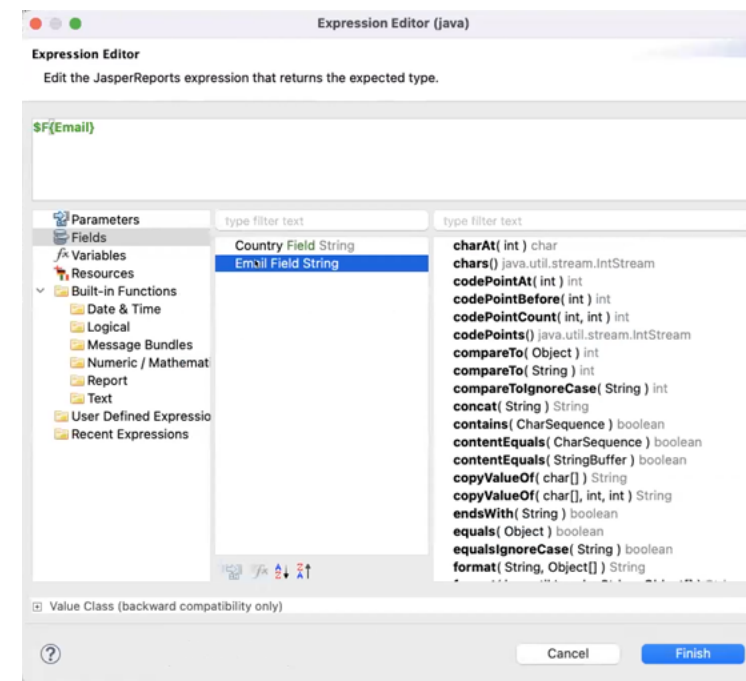 Expression Editor (java)
Expression Editor
Edit the JasperReports expression that returns the expected type.
$F{Email}
Parameters
Fields
Variables
Resources
Built-in Functions
Date & Time
Logical
Message Bundles
Numeric / Mathemati
Report
Text
User Defined Expressio
Recent Expressions
type filter text
Country Field String
Email Field String
type filter text
charAt( int ) char
chars() java.util.stream.IntStream
codePointAt( int ) int
codePointBefore( int ) int
codePointCount( int, int ) int
codePoints() java.util.stream.IntStream
compareTo( Object ) int
compareTo( String ) int
compareToIgnoreCase( String ) int
concat( String ) String
contains( CharSequence ) boolean
contentEquals( CharSequence ) boolean
contentEquals( StringBuffer ) boolean
copyValueOf( char[] ) String
copyValueOf( char[], int, int ) String
endsWith( String ) boolean
equals( Object ) boolean
equalsIgnoreCase( String ) boolean
format( String, Object[] ) String
Value Class (backward compatibility only)
Cancel
Finish